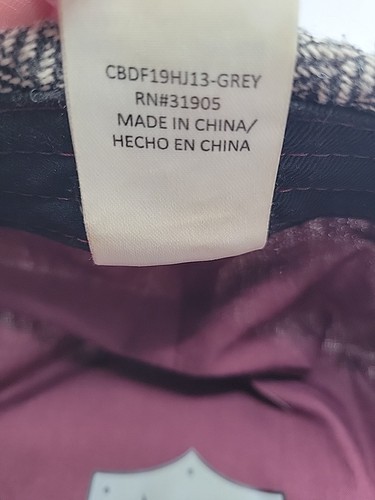 CBDF19HJ13-GREY
RN#31905
MADE IN CHINA/
HECHO EN CHINA